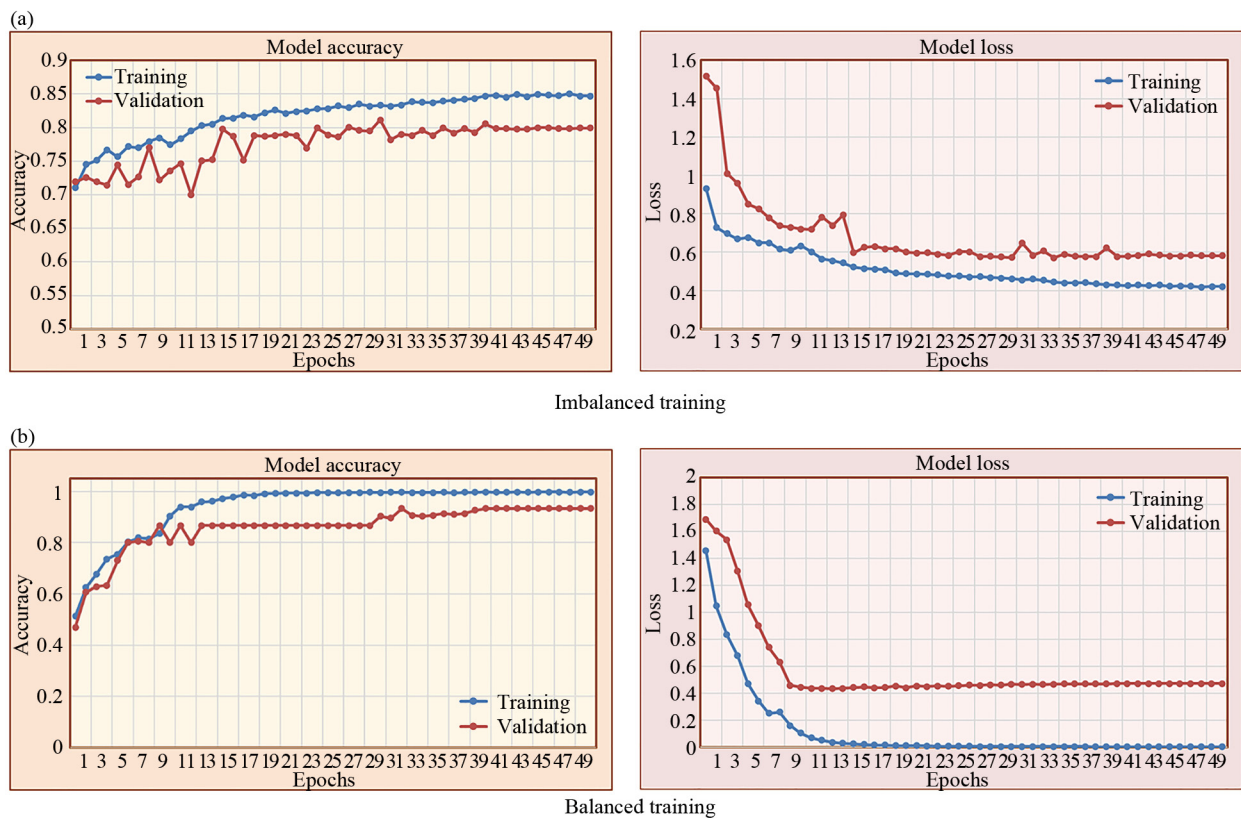 (a)
Model accuracy
0.9
0.85
0.8
0.75
0.7
0.65
0.6
0.55
0.5
Accuracy
Training
Validation
1 3 5 7 9 11 13 15 17 19 21 23 25 27 29 31 33 35 37 39 41 43 45 47 49
Epochs
Model loss
1.6
1.4
1.2
1
0.8
0.6
0.4
0.2
Loss
Training
Validation
1 3 5 7 9 11 13 15 17 19 21 23 25 27 29 31 33 35 37 39 41 43 45 47 49
Epochs
Imbalanced training
(b)
Model accuracy
1
0.8
0.6
0.4
0.2
0
Accuracy
Training
Validation
1 3 5 7 9 11 13 15 17 19 21 23 25 27 29 31 33 35 37 39 41 43 45 47 49
Epochs
Model loss
2
1.8
1.6
1.4
1.2
1
0.8
0.6
0.4
0.2
0
Loss
Training
Validation
1 3 5 7 9 11 13 15 17 19 21 23 25 27 29 31 33 35 37 39 41 43 45 47 49
Epochs
Balanced training